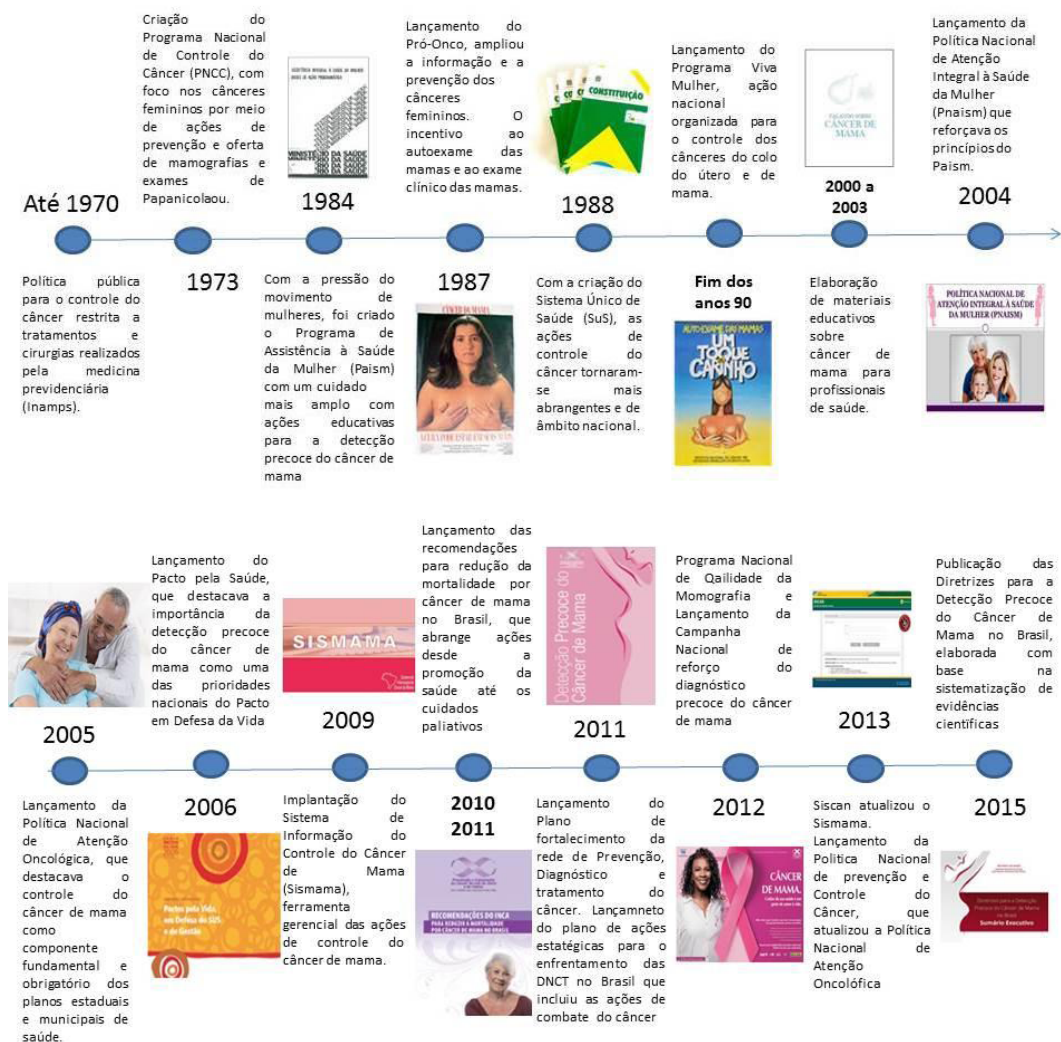 Criação do
Programa Nacional
de Controle do
Câncer (PNCC), com
foco nos cânceres
femininos por meio
de ações de
prevenção e oferta
de mamografias e
exames de
Papanicolaou.
MINISTÉRIO DA SAÚDE
Lançamento do
Pró-Onco, ampliou
a informação e a
prevenção dos
cânceres
femininos. O
incentivo ao
autoexame das
mamas e ao exame
clínico das mamas.
CONSTITUIÇÃO
Lançamento do
Programa Viva
Mulher, ação
nacional
organizada para
o controle dos
cânceres do colo
do útero e de
mama.
FALANDO SOBRE
CÂNCER DE
MAMA
Lançamento da
Política Nacional
de Atenção
Integral à Saúde
da Mulher
(Pnaism) que
reforçava os
princípios do
Paism.
Até 1970
1984
1988
2000 a
2003
2004
Política pública
para o controle do
câncer restrita a
tratamentos e
cirurgias realizados
pela medicina
previdenciária
(Inamps).
1973
Com a pressão do
movimento de
mulheres, foi criado
o Programa de
Assistência à Saúde
da Mulher (Paism)
com um cuidado
mais amplo com
ações educativas
para a detecção
precoce do câncer de
mama
1987
CÂNCER DA MAMA
Com a criação do
Sistema Único de
Saúde (SuS), as
ações de
controle do
câncer tornaram-
se mais
abrangentes e de
âmbito nacional.
Fim dos
anos 90
AUTO-EXAME DAS MAMAS
UM
TOQUE
CARINHO
Elaboração
de materiais
educativos
sobre
câncer de
mama para
profissionais
de saúde.
POLÍTICA NACIONAL DE
ATENÇÃO INTEGRAL À SAÚDE
DA MULHER (PNAISM)
Lançamento do
Pacto pela Saúde,
que destacava a
importância da
detecção precoce
do câncer de
mama como uma
das prioridades
nacionais do Pacto
em Defesa da Vida
SISMAMA
Lançamento das
recomendações
para redução da
mortalidade por
câncer de mama
no Brasil, que
abrange ações
desde a
promoção da
saúde até os
cuidados
paliativos
Detecção Precoce do
Câncer de Mama
Programa Nacional
de Qailidade da
Momografia e
Lançamento da
Campanha
Nacional de
reforço do
diagnóstico
precoce do câncer
de mama
Publicação das
Diretrizes para a
Detecção Precoce
do Câncer de
Mama no Brasil,
elaborada com
base na
sistematização de
evidências
científicas
2005
2009
2011
2013
Lançamento da
Política Nacional
de Atenção
Oncológica, que
destacava o
controle do
câncer de mama
como
componente
fundamental e
obrigatório dos
planos estaduais
e municipais de
saúde.
2006
Pactos pela Vida,
em Defesa do SUS
e de Gestão
Implantação do
Sistema de
Informação do
Controle do Câncer
de Mama
(Sismama),
ferramenta
gerencial das ações
de controle do
câncer de mama.
2010
2011
RECOMENDAÇÕES DO INCA
PARA REDUZIR A MORTALIDADE
POR CÂNCER DE MAMA NO BRASIL
Lançamento do
Plano de
fortalecimento da
rede de Prevenção,
Diagnóstico e
tratamento do
câncer. Lançamneto
do plano de ações
estatégicas para o
enfrentamento das
DNCT no Brasil que
incluiu as ações de
combate do câncer
2012
CÂNCER
DE MAMA.
Siscan atualizou o
Sismama.
Lançamento da
Politica Nacional
de prevenção e
Controle do
Câncer, que
atualizou a Política
Nacional de
Atenção
Oncolófica
2015
Diretrizes para a Detecção
Precoce do Câncer de Mama
no Brasil
Sumário Executivo